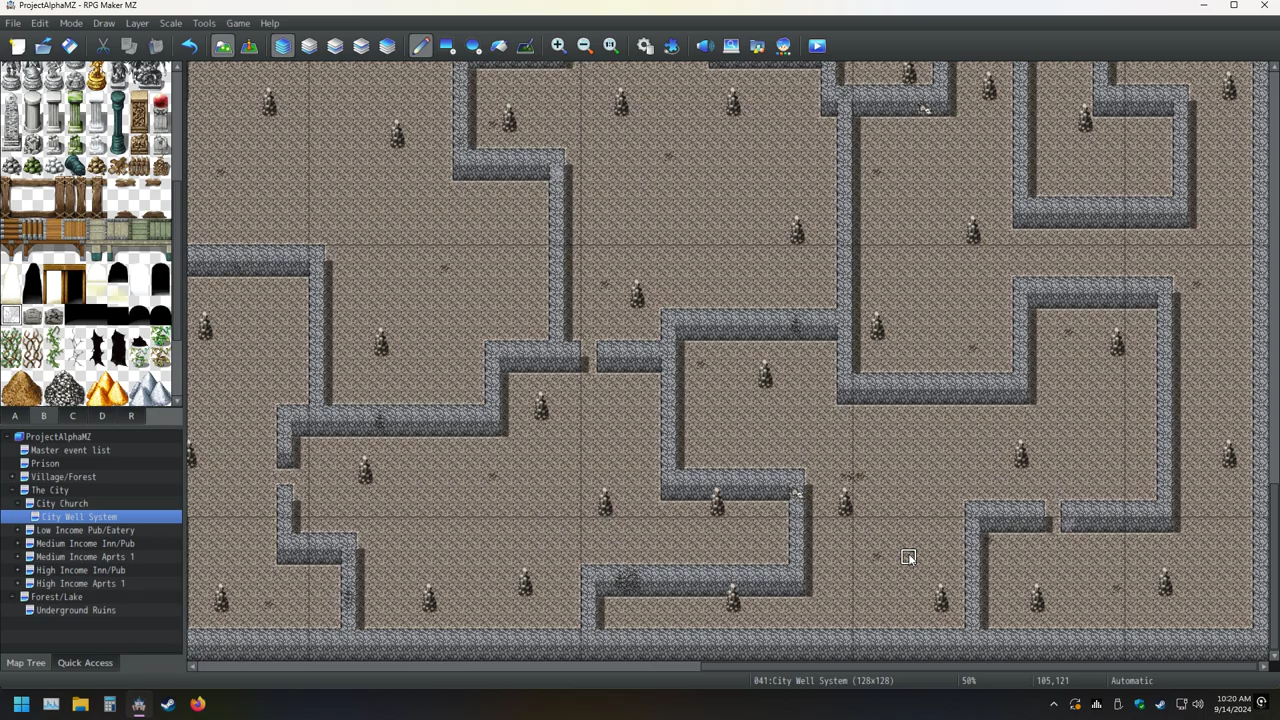 ProjectAlphaMZ - RPG Maker MZ
File Edit Mode Draw Layer Scale Tools Game Help
A B C D R
ProjectAlphaMZ
Master event list
Prison
Village/Forest
The City
City Church
City Well System
Low Income Pub/Eatery
Medium Income Inn/Pub
Medium Income Aprts 1
High Income Inn/Pub
High Income Aprts 1
Forest/Lake
Underground Ruins
Map Tree Quick Access
041:City Well System (128x128) 50% 105,121 Automatic
10:20 AM
9/14/2024